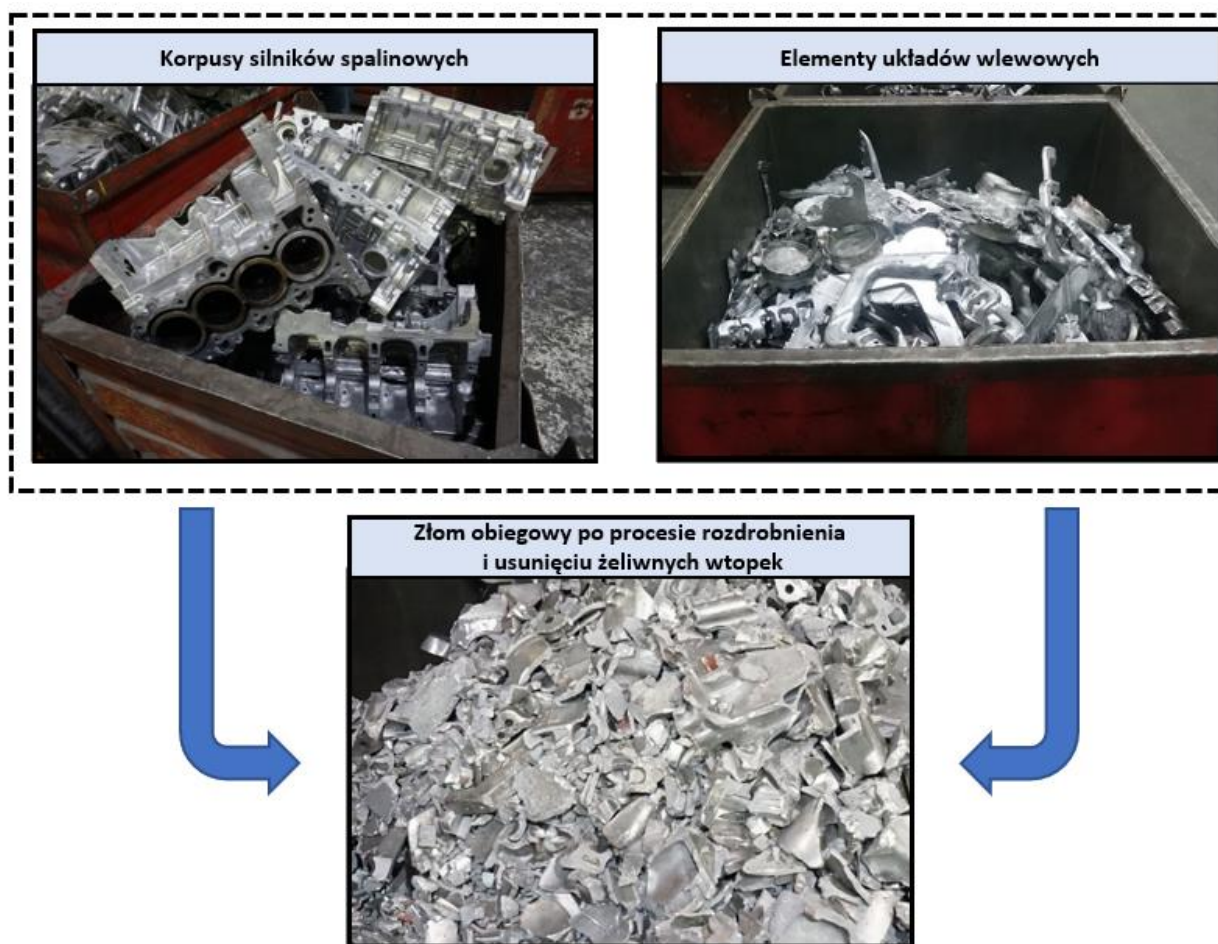 Korpusy silników spalinowych
Elementy układów wlewowych
Złom obiegowy po procesie rozdrobnienia
i usunięciu żeliwnych wtopek